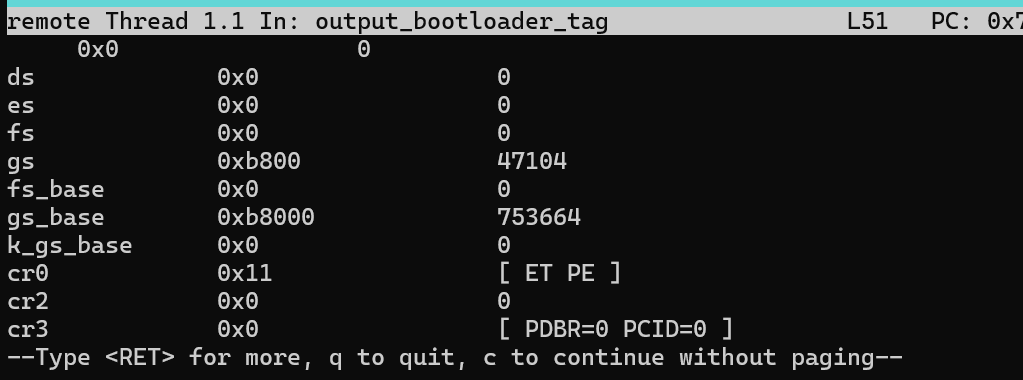 remote Thread 1.1 In: output_bootloader_tag L51 PC: 0x7
0x0 0
ds 0x0 0
es 0x0 0
fs 0x0 0
gs 0xb800 47104
fs_base 0x0 0
gs_base 0xb8000 753664
k_gs_base 0x0 0
cr0 0x11 [ ET PE ]
cr2 0x0 0
cr3 0x0 [ PDBR=0 PCID=0 ]
--Type <RET> for more, q to quit, c to continue without paging--